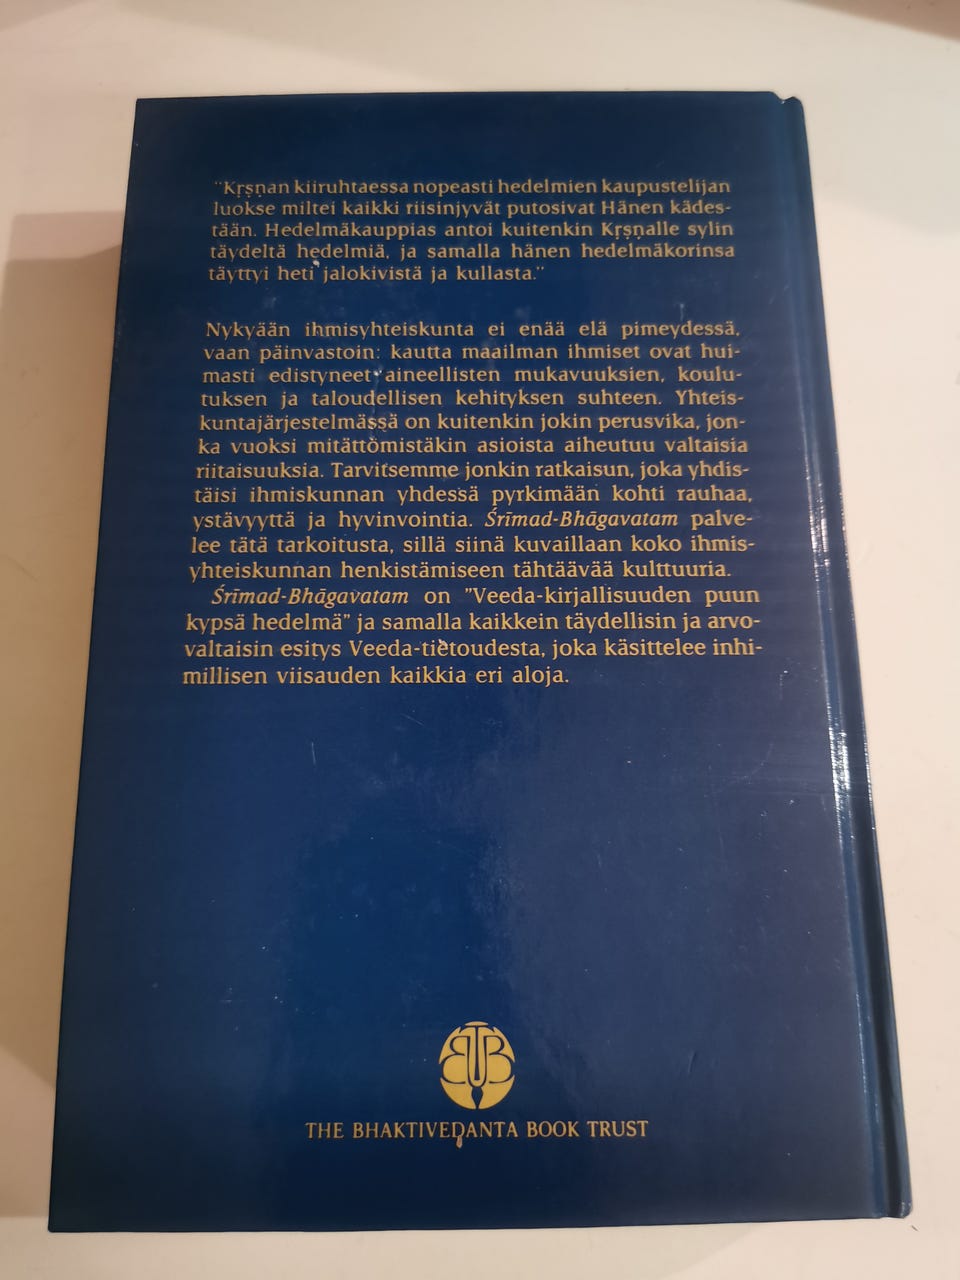 "Kṛṣṇan kiiruhtaessa nopeasti hedelmien kaupustelijan
luokse miltei kaikki riisinjyvät putosivat Hänen kädes-
tään. Hedelmäkauppias antoi kuitenkin Kṛṣṇalle sylin
täydeltä hedelmiä, ja samalla hänen hedelmäkorinsa
täyttyi heti jalokivistä ja kullasta."
Nykyään ihmisyhteiskunta ei enää elä pimeydessä,
vaan päinvastoin: kautta maailman ihmiset ovat hui-
masti edistyneet aineellisten mukavuuksien, koulu-
tuksen ja taloudellisen kehityksen suhteen. Yhteis-
kuntajärjestelmässä on kuitenkin jokin perusvika, jon-
ka vuoksi mitättömistäkin asioista aiheutuu valtaisia
riitaisuuksia. Tarvitsemme jonkin ratkaisun, joka yhdis-
täisi ihmiskunnan yhdessä pyrkimään kohti rauhaa,
ystävyyttä ja hyvinvointia. Śrīmad-Bhāgavatam palve-
lee tätä tarkoitusta, sillä siinä kuvaillaan koko ihmis-
yhteiskunnan henkistämiseen tähtäävää kulttuuria.
Śrīmad-Bhāgavatam on "Veeda-kirjallisuuden puun
kypsä hedelmä" ja samalla kaikkein täydellisin ja arvo-
valtaisin esitys Veeda-tietoudesta, joka käsittelee inhi-
millisen viisauden kaikkia eri aloja.
BTB
THE BHAKTIVEDANTA BOOK TRUST